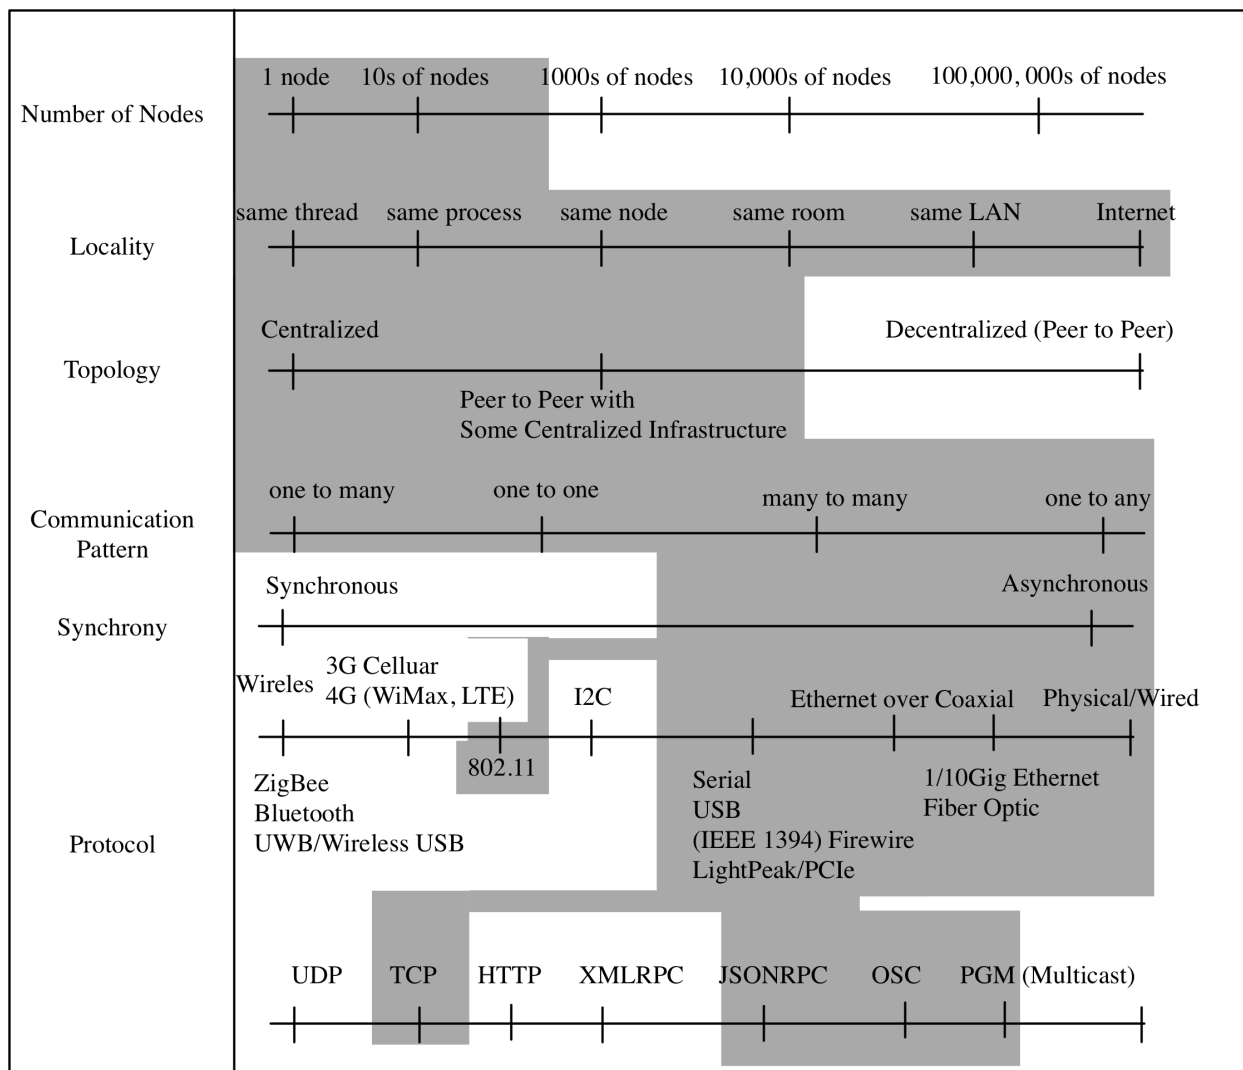 1 node 10s of nodes 1000s of nodes 10,000s of nodes 100,000, 000s of nodes
Number of Nodes
same thread same process same node same room same LAN Internet
Locality
Centralized Decentralized (Peer to Peer)
Topology
Peer to Peer with
Some Centralized Infrastructure
one to many one to one many to many one to any
Communication
Pattern
Synchronous Asynchronous
Synchrony
3G Celluar
Wireles 4G (WiMax, LTE) I2C Ethernet over Coaxial Physical/Wired
802.11
ZigBee
Bluetooth
UWB/Wireless USB
Serial
USB
(IEEE 1394) Firewire
LightPeak/PCIe
1/10Gig Ethernet
Fiber Optic
Protocol
UDP TCP HTTP XMLRPC JSONRPC OSC PGM (Multicast)